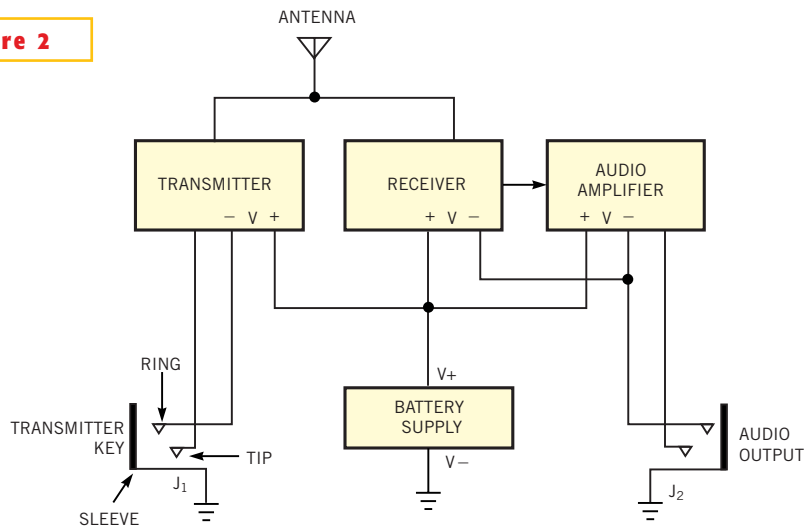 re 2
ANTENNA
TRANSMITTER
− V +
RECEIVER
+ V −
AUDIO
AMPLIFIER
+ V −
RING
TRANSMITTER
KEY
TIP
J₁
SLEEVE
V+
BATTERY
SUPPLY
V−
AUDIO
OUTPUT
J₂